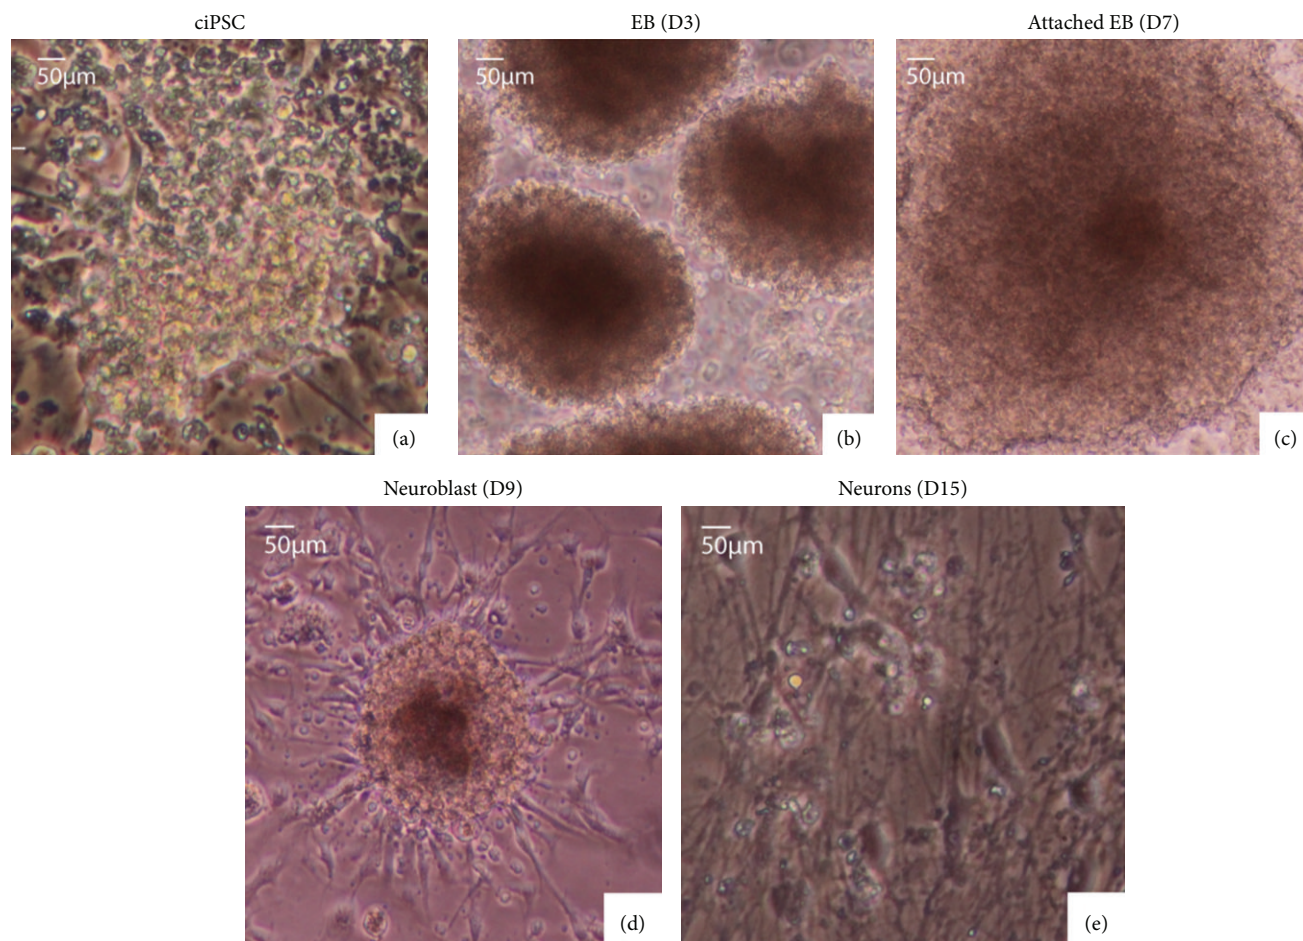 ciPSC
EB (D3)
Attached EB (D7)
50μm
50μm
50μm
(a)
(b)
(c)
Neuroblast (D9)
Neurons (D15)
50μm
50μm
(d)
(e)